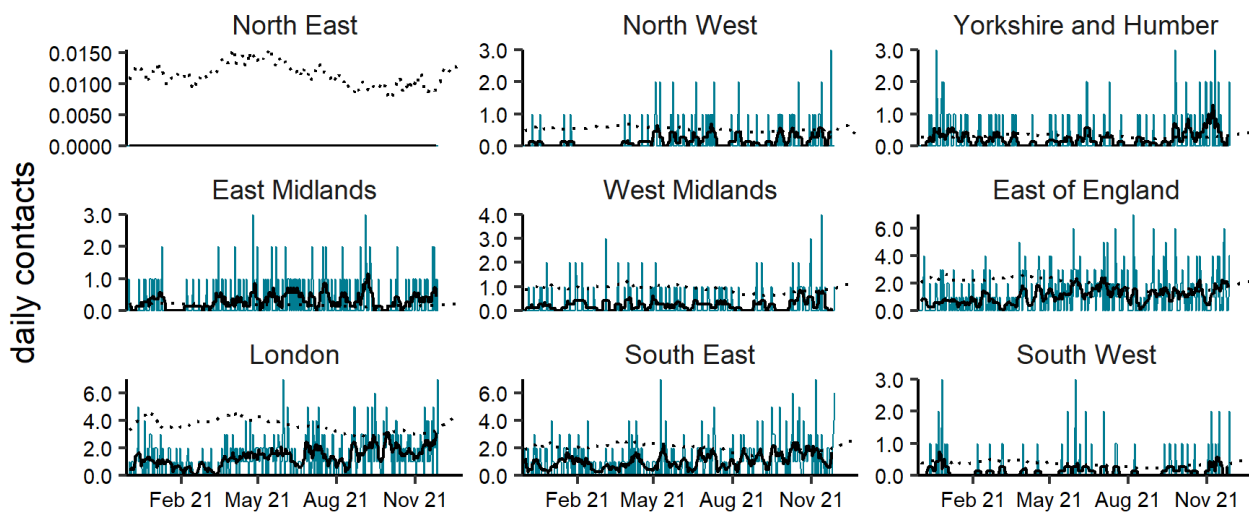 North East
North West
Yorkshire and Humber
0.0150
0.0100
0.0050
0.0000
3.0
2.0
1.0
0.0
3.0
2.0
1.0
0.0
East Midlands
West Midlands
East of England
3.0
2.0
1.0
0.0
4.0
3.0
2.0
1.0
0.0
6.0
4.0
2.0
0.0
daily contacts
London
South East
South West
6.0
4.0
2.0
0.0
6.0
4.0
2.0
0.0
3.0
2.0
1.0
0.0
Feb 21 May 21 Aug 21 Nov 21
Feb 21 May 21 Aug 21 Nov 21
Feb 21 May 21 Aug 21 Nov 21